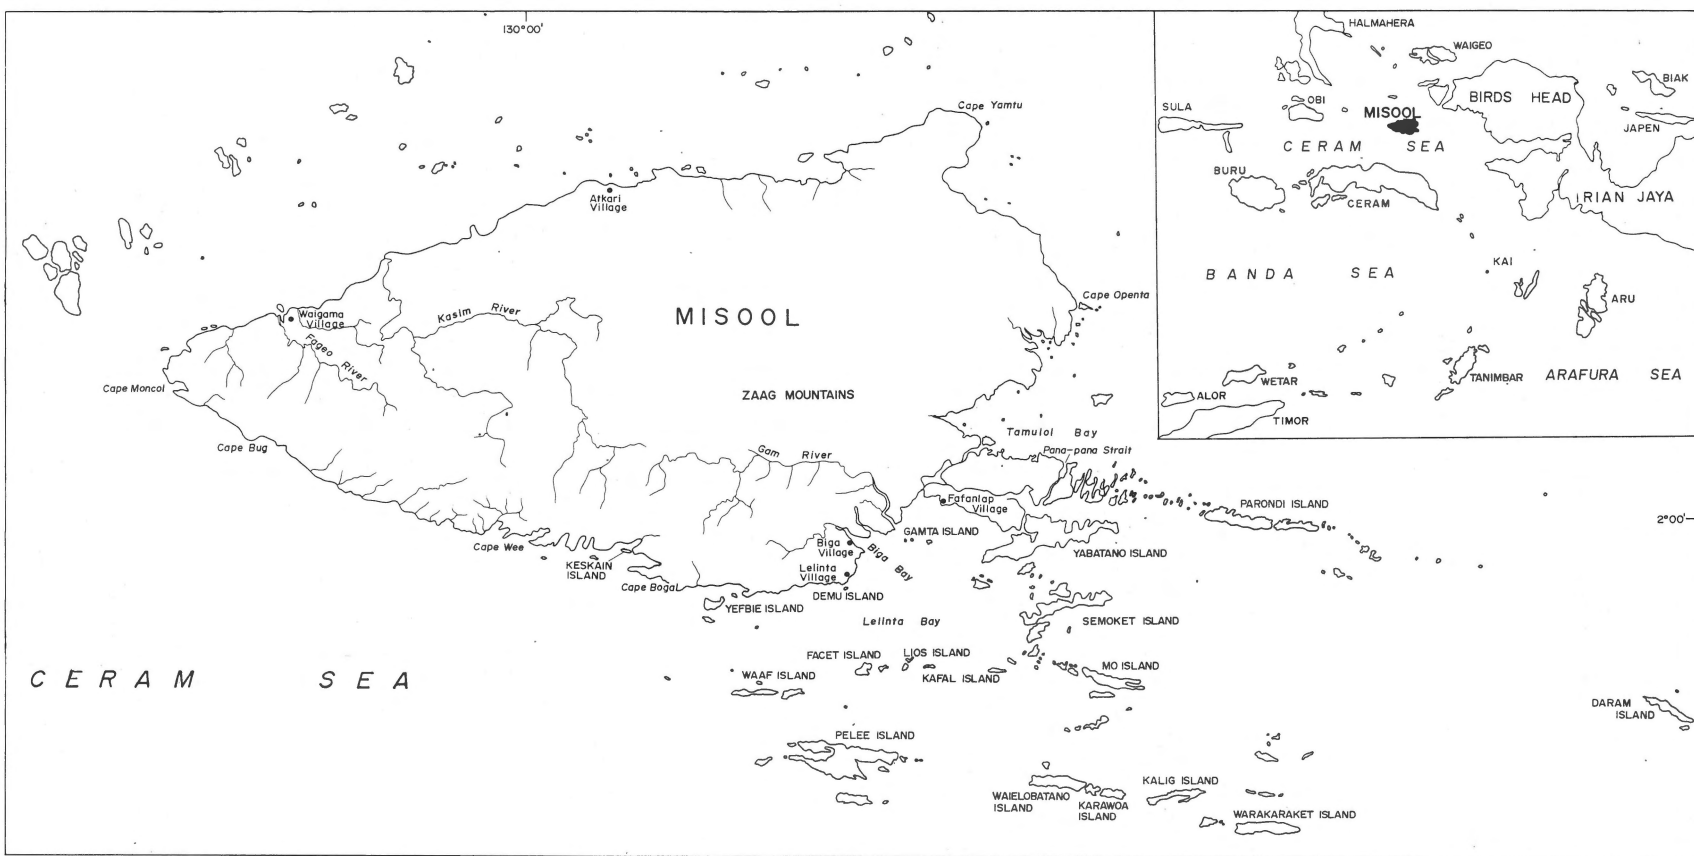 130°00'
Cape Yamtu
Atkari
Village
Cape Openta
MISOOL
Kasim River
Waigama
Village
Fageo
River
Cape Moncol
ZAAG MOUNTAINS
Cape Bug
Gam River
Tamulol Bay
Pana-pana Strait
Fafanlap
Village
PARONDI ISLAND
2°00'
GAMTA ISLAND
YABATANO ISLAND
Cape Wee
KESKAIN
ISLAND
Biga
Village
Biga Bay
Lelinta
Village
Cape Bogal
DEMU ISLAND
YEFBIE ISLAND
Lelinta Bay
SEMOKET ISLAND
FACET ISLAND
LIOS ISLAND
KAFAL ISLAND
MO ISLAND
WAAF ISLAND
CERAM SEA
DARAM
ISLAND
PELEE ISLAND
WAIELOBATANO
ISLAND
KARAWOA
ISLAND
KALIG ISLAND
WARAKARAKET ISLAND
HALMAHERA
WAIGEO
BIAK
BIRDS HEAD
OBI
SULA
MISOOL
JAPEN
CERAM SEA
BURU
CERAM
IRIAN JAYA
BANDA SEA
KAI
ARU
WETAR
TANIMBAR
ARAFURA SEA
ALOR
TIMOR